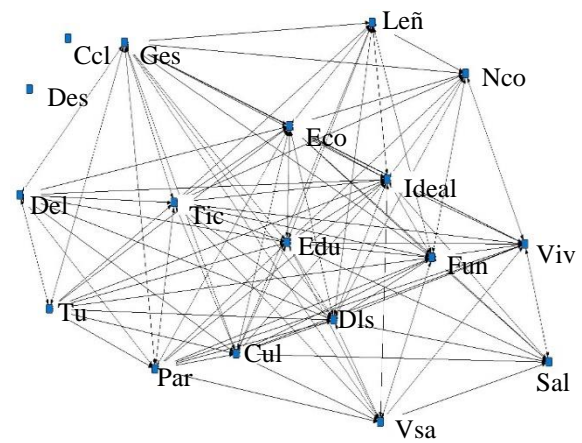 Leñ
Ccl
Ges
Nco
Des
Eco
Ideal
Del
Tic
Edu
Fun
Viv
Tu
Dls
Cul
Par
Sal
Vsa